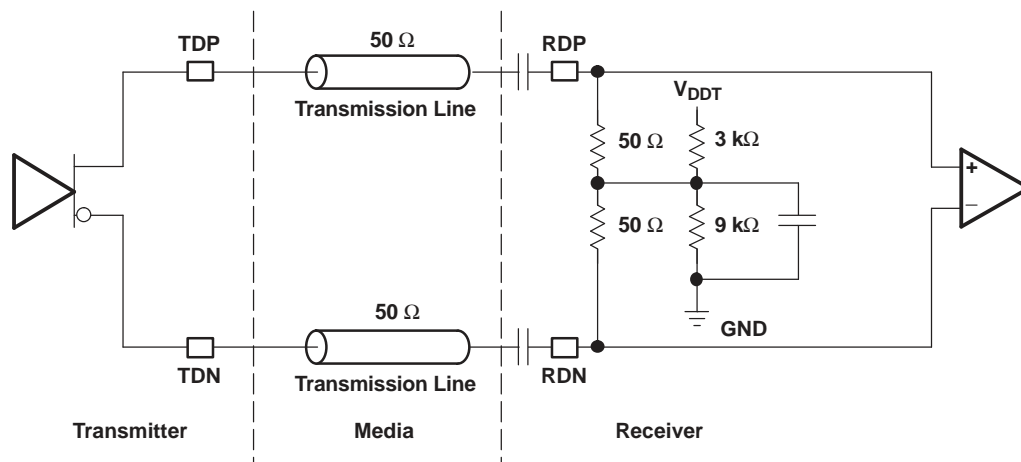 50 Ω
TDP
RDP
Transmission Line
VDDT
50 Ω
3 kΩ
+
−
50 Ω
9 kΩ
50 Ω
GND
TDN
Transmission Line
RDN
Transmitter
Media
Receiver